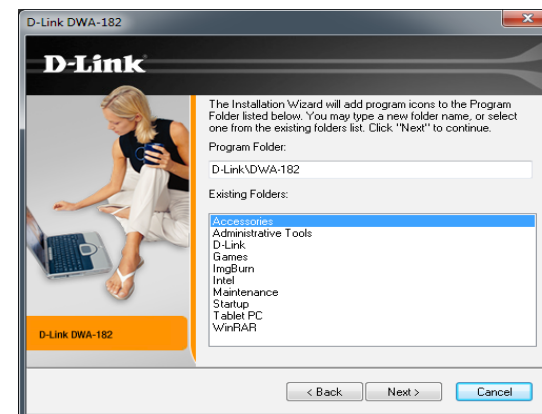 D-Link DWA-182
D-Link
The Installation Wizard will add program icons to the Program
Folder listed below. You may type a new folder name, or select
one from the existing folders list. Click "Next" to continue.
Program Folder:
D-Link\DWA-182
Existing Folders:
Accessories
Administrative Tools
D-Link
Games
ImgBurn
Intel
Maintenance
Startup
Tablet PC
WinRAR
D-Link DWA-182
< Back
Next >
Cancel